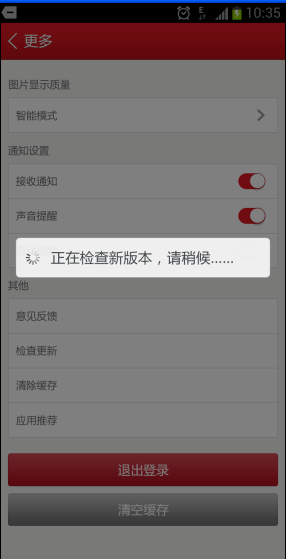 10:35
更多
图片显示质量
智能模式
通知设置
接收通知
声音提醒
正在检查新版本，请稍候......
其他
意见反馈
检查更新
清除缓存
应用推荐
退出登录
清空缓存